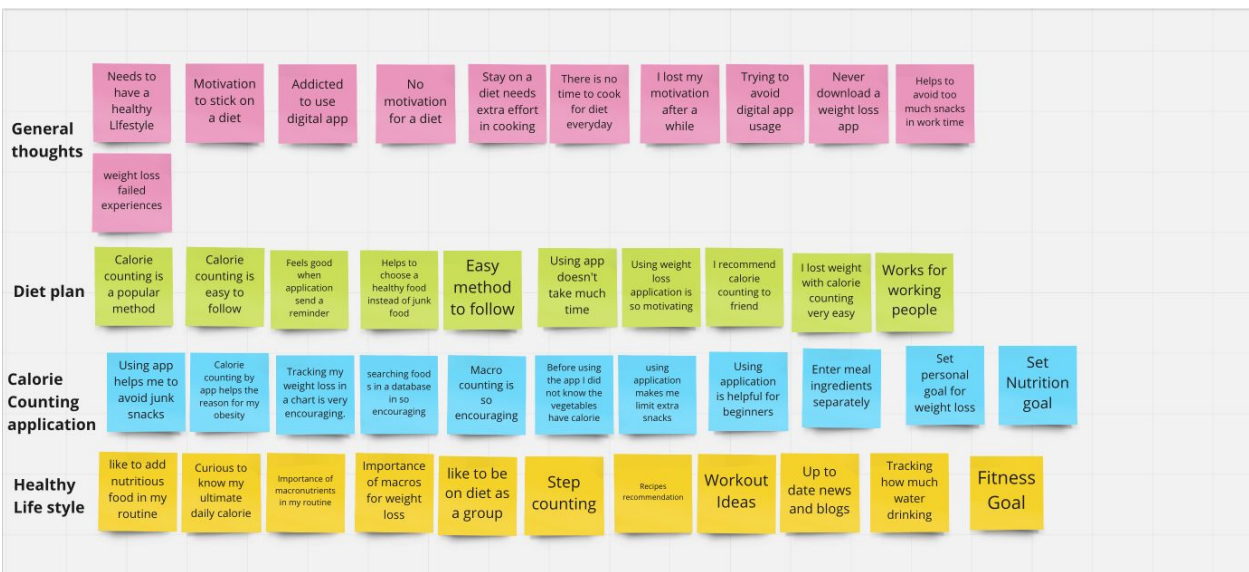 General
thoughts
Needs to
have a
healthy
LIfestyle
Motivation
to stick on
a diet
Addicted
to use
digital app
No
motivation
for a diet
Stay on a
diet needs
extra effort
in cooking
There is no
time to cook
for diet
everyday
I lost my
motivation
after a
while
Trying to
avoid
digital app
usage
Never
download a
weight loss
app
Helps to
avoid too
much snacks
in work time
weight loss
failed
experiences
Diet plan
Calorie
counting is
a popular
method
Calorie
counting is
easy to
follow
Feels good
when
application
send a
reminder
Helps to
choose a
healthy food
instead of junk
food
Easy
method
to follow
Using app
doesn't
take much
time
Using weight
loss
application is
so motivating
I recommend
calorie
counting to
friend
I lost weight
with calorie
counting
very easy
Works for
working
people
Calorie
Counting
application
Using app
helps me to
avoid junk
snacks
Calorie
counting by
app helps the
reason for my
obesity
Tracking my
weight loss in
a chart is very
encouraging.
searching food
s in a database
in so
encouraging
Macro
counting is
so
encouraging
Before using
the app I did
not know the
vegetables
have calorie
using
application
makes me
limit extra
snacks
Using
application
is helpful for
beginners
Enter meal
ingredients
separately
Set
personal
goal for
weight loss
Set
Nutrition
goal
Healthy
Life style
like to add
nutritious
food in my
routine
Curious to
know my
ultimate
daily calorie
Importance of
macronutrients
in my routine
Importance
of macros
for weight
loss
like to be
on diet as
a group
Step
counting
Recipes
recommendation
Workout
Ideas
Up to
date news
and blogs
Tracking
how much
water
drinking
Fitness
Goal